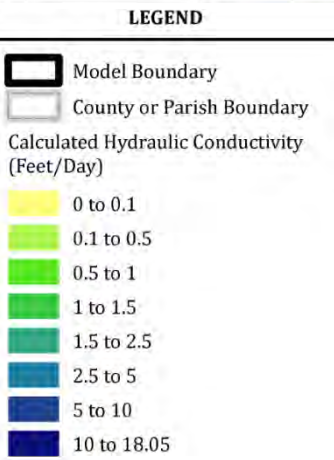 LEGEND
Model Boundary
County or Parish Boundary
Calculated Hydraulic Conductivity
(Feet/Day)
0 to 0.1
0.1 to 0.5
0.5 to 1
1 to 1.5
1.5 to 2.5
2.5 to 5
5 to 10
10 to 18.05